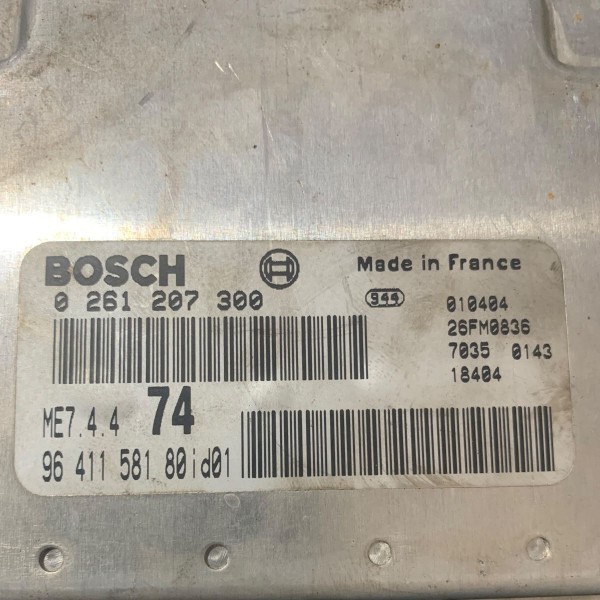 BOSCH
Made in France
4
0 261 207 300
944
010404
26FM0836
7035 0143
18404
ME7.4.4 74
96 411 581 80id01